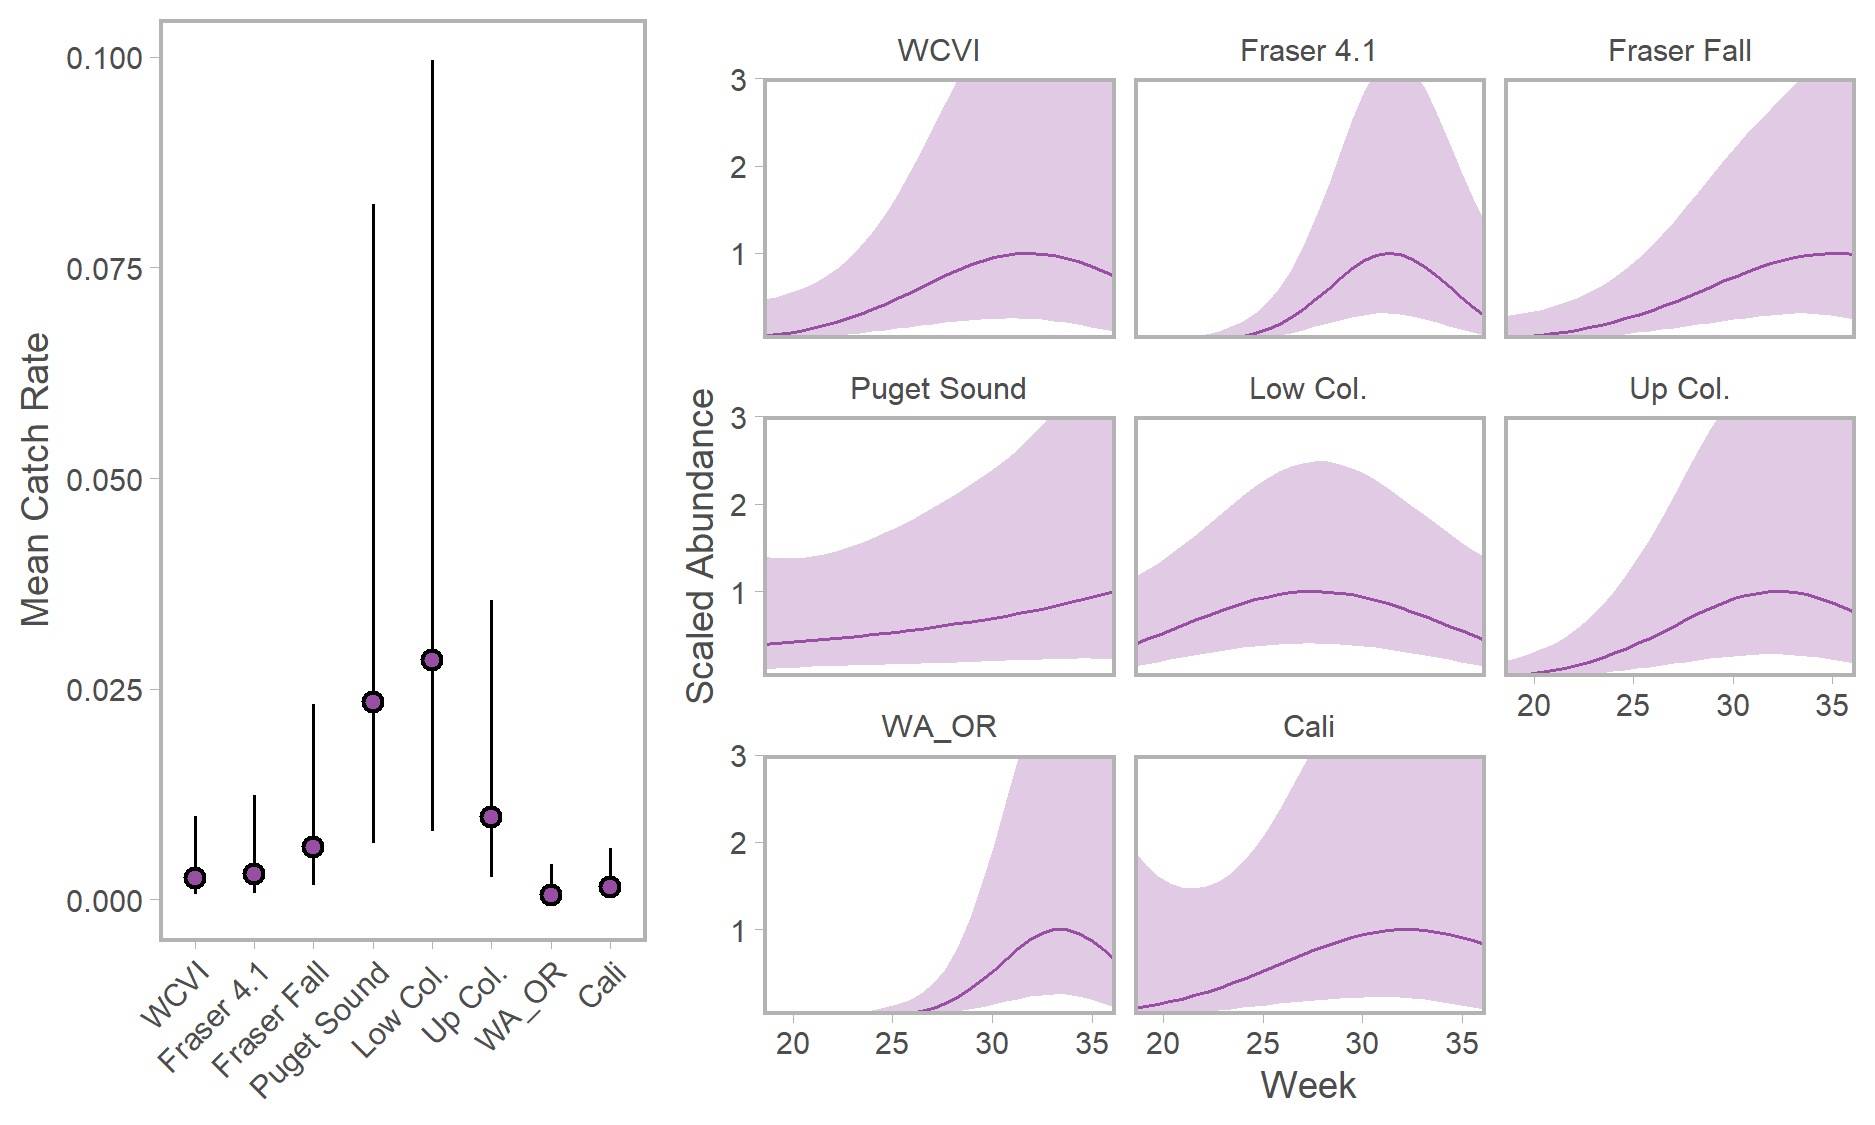 Mean Catch Rate
0.100
0.075
0.050
0.025
0.000
WCVI
Fraser 4.1
Fraser Fall
Puget Sound
Low Col.
Up Col.
WA_OR
Cali
Scaled Abundance
WCVI
Fraser 4.1
Fraser Fall
3
2
1
Puget Sound
Low Col.
Up Col.
3
2
1
20 25 30 35
WA_OR
Cali
3
2
1
20 25 30 35
20 25 30 35
Week